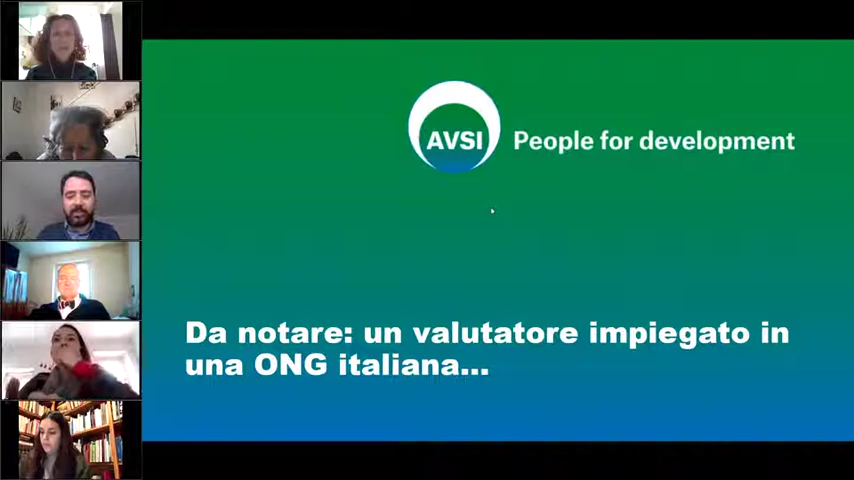 AVSI
People for development
Da notare: un valutatore impiegato in
una ONG italiana...